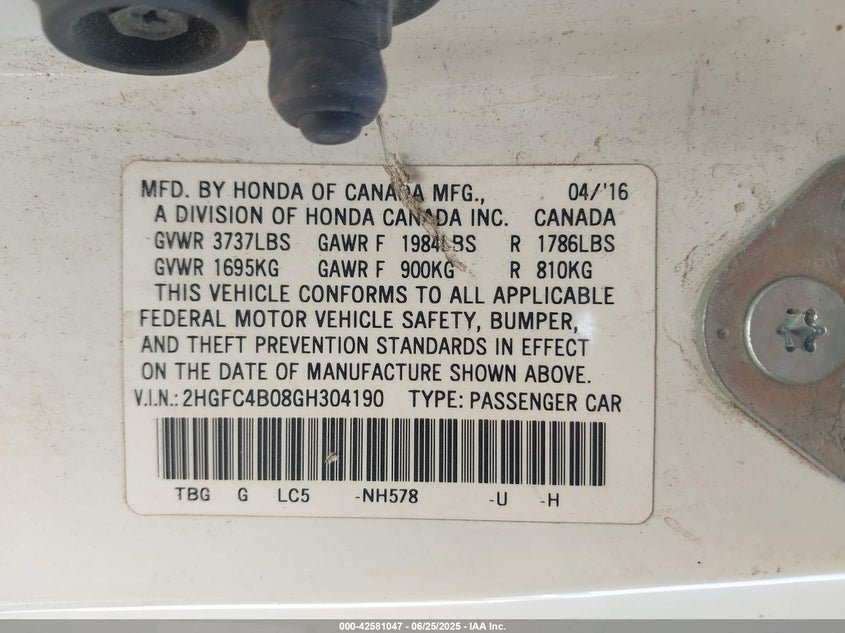 MFD. BY HONDA OF CANADA MFG., 04/'16
A DIVISION OF HONDA CANADA INC. CANADA
GVWR 3737LBS GAWR F 1984LBS R 1786LBS
GVWR 1695KG GAWR F 900KG R 810KG
THIS VEHICLE CONFORMS TO ALL APPLICABLE
FEDERAL MOTOR VEHICLE SAFETY, BUMPER,
AND THEFT PREVENTION STANDARDS IN EFFECT
ON THE DATE OF MANUFACTURE SHOWN ABOVE.
V.I.N.: 2HGFC4B08GH304190 TYPE: PASSENGER CAR
TBG G LC5 -NH578 -U -H
000-42581047 - 06/25/2025 - IAA Inc.